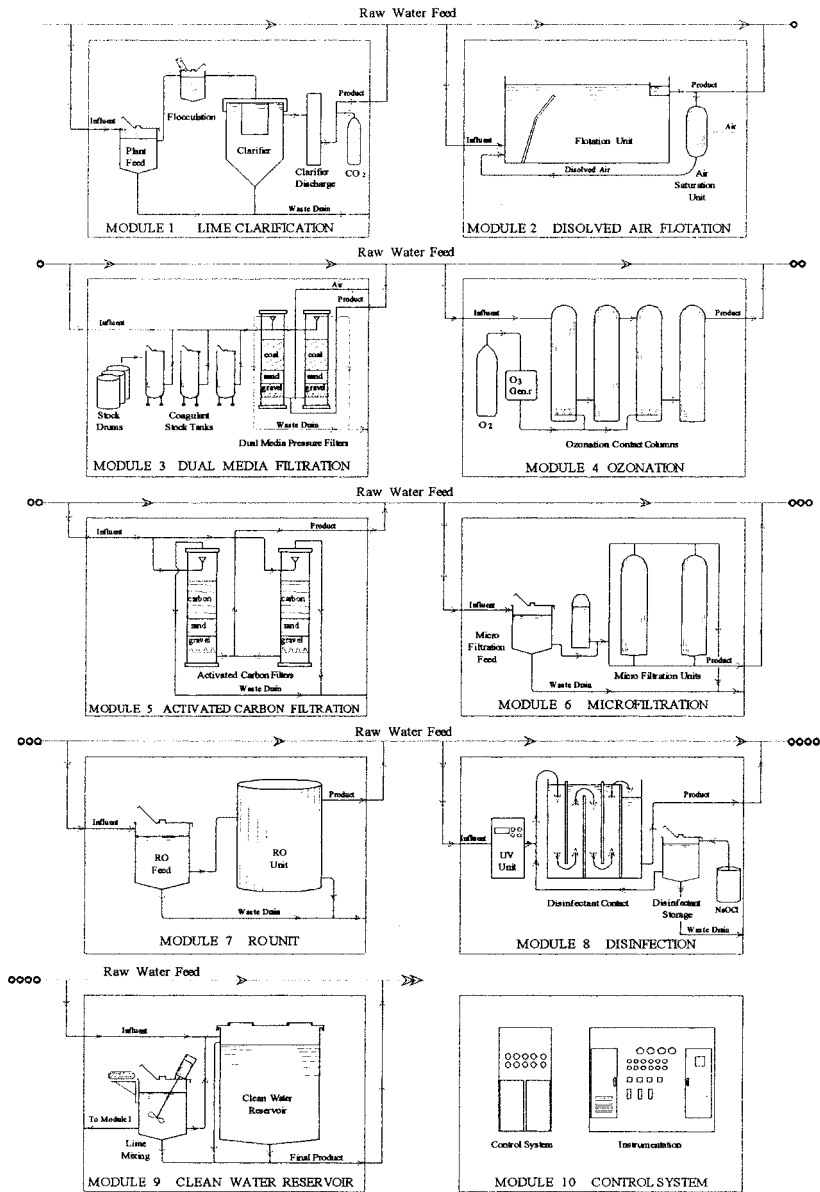 Raw Water Feed
Influent
Plant Feed
Floculation
Clarifier
Clarifier Discharge
Product
CO2
Waste Drain
MODULE 1 LIME CLARIFICATION
Influent
Flotation Unit
Product
Air
Disolved Air
Air Saturation Unit
MODULE 2 DISOLVED AIR FLOTATION
Raw Water Feed
Air
Product
Influent
coal
sand
gravel
coal
sand
gravel
Stock Drums
Coagulant Stock Tanks
Waste Drain
Dual Media Pressure Filters
MODULE 3 DUAL MEDIA FILTRATION
Influent
Product
O3 Gen.r
O2
Ozonation Contact Columns
MODULE 4 OZONATION
Raw Water Feed
Influent
Product
carbon
sand
gravel
carbon
sand
gravel
Activated Carbon Filters
Waste Drain
MODULE 5 ACTIVATED CARBON FILTRATION
Influent
Micro Filtration Feed
Product
Micro Filtration Units
Waste Drain
MODULE 6 MICROFILTRATION
Raw Water Feed
Influent
Product
RO Feed
RO Unit
Waste Drain
MODULE 7 RO UNIT
Influent
UV Unit
Product
Disinfectant Contact
Disinfectant Storage
NaOCl
Waste Drain
MODULE 8 DISINFECTION
Raw Water Feed
Influent
Clean Water Reservoir
To Module 1
Lime Mixing
Final Product
MODULE 9 CLEAN WATER RESERVOIR
Control System
Instrumentation
MODULE 10 CONTROL SYSTEM